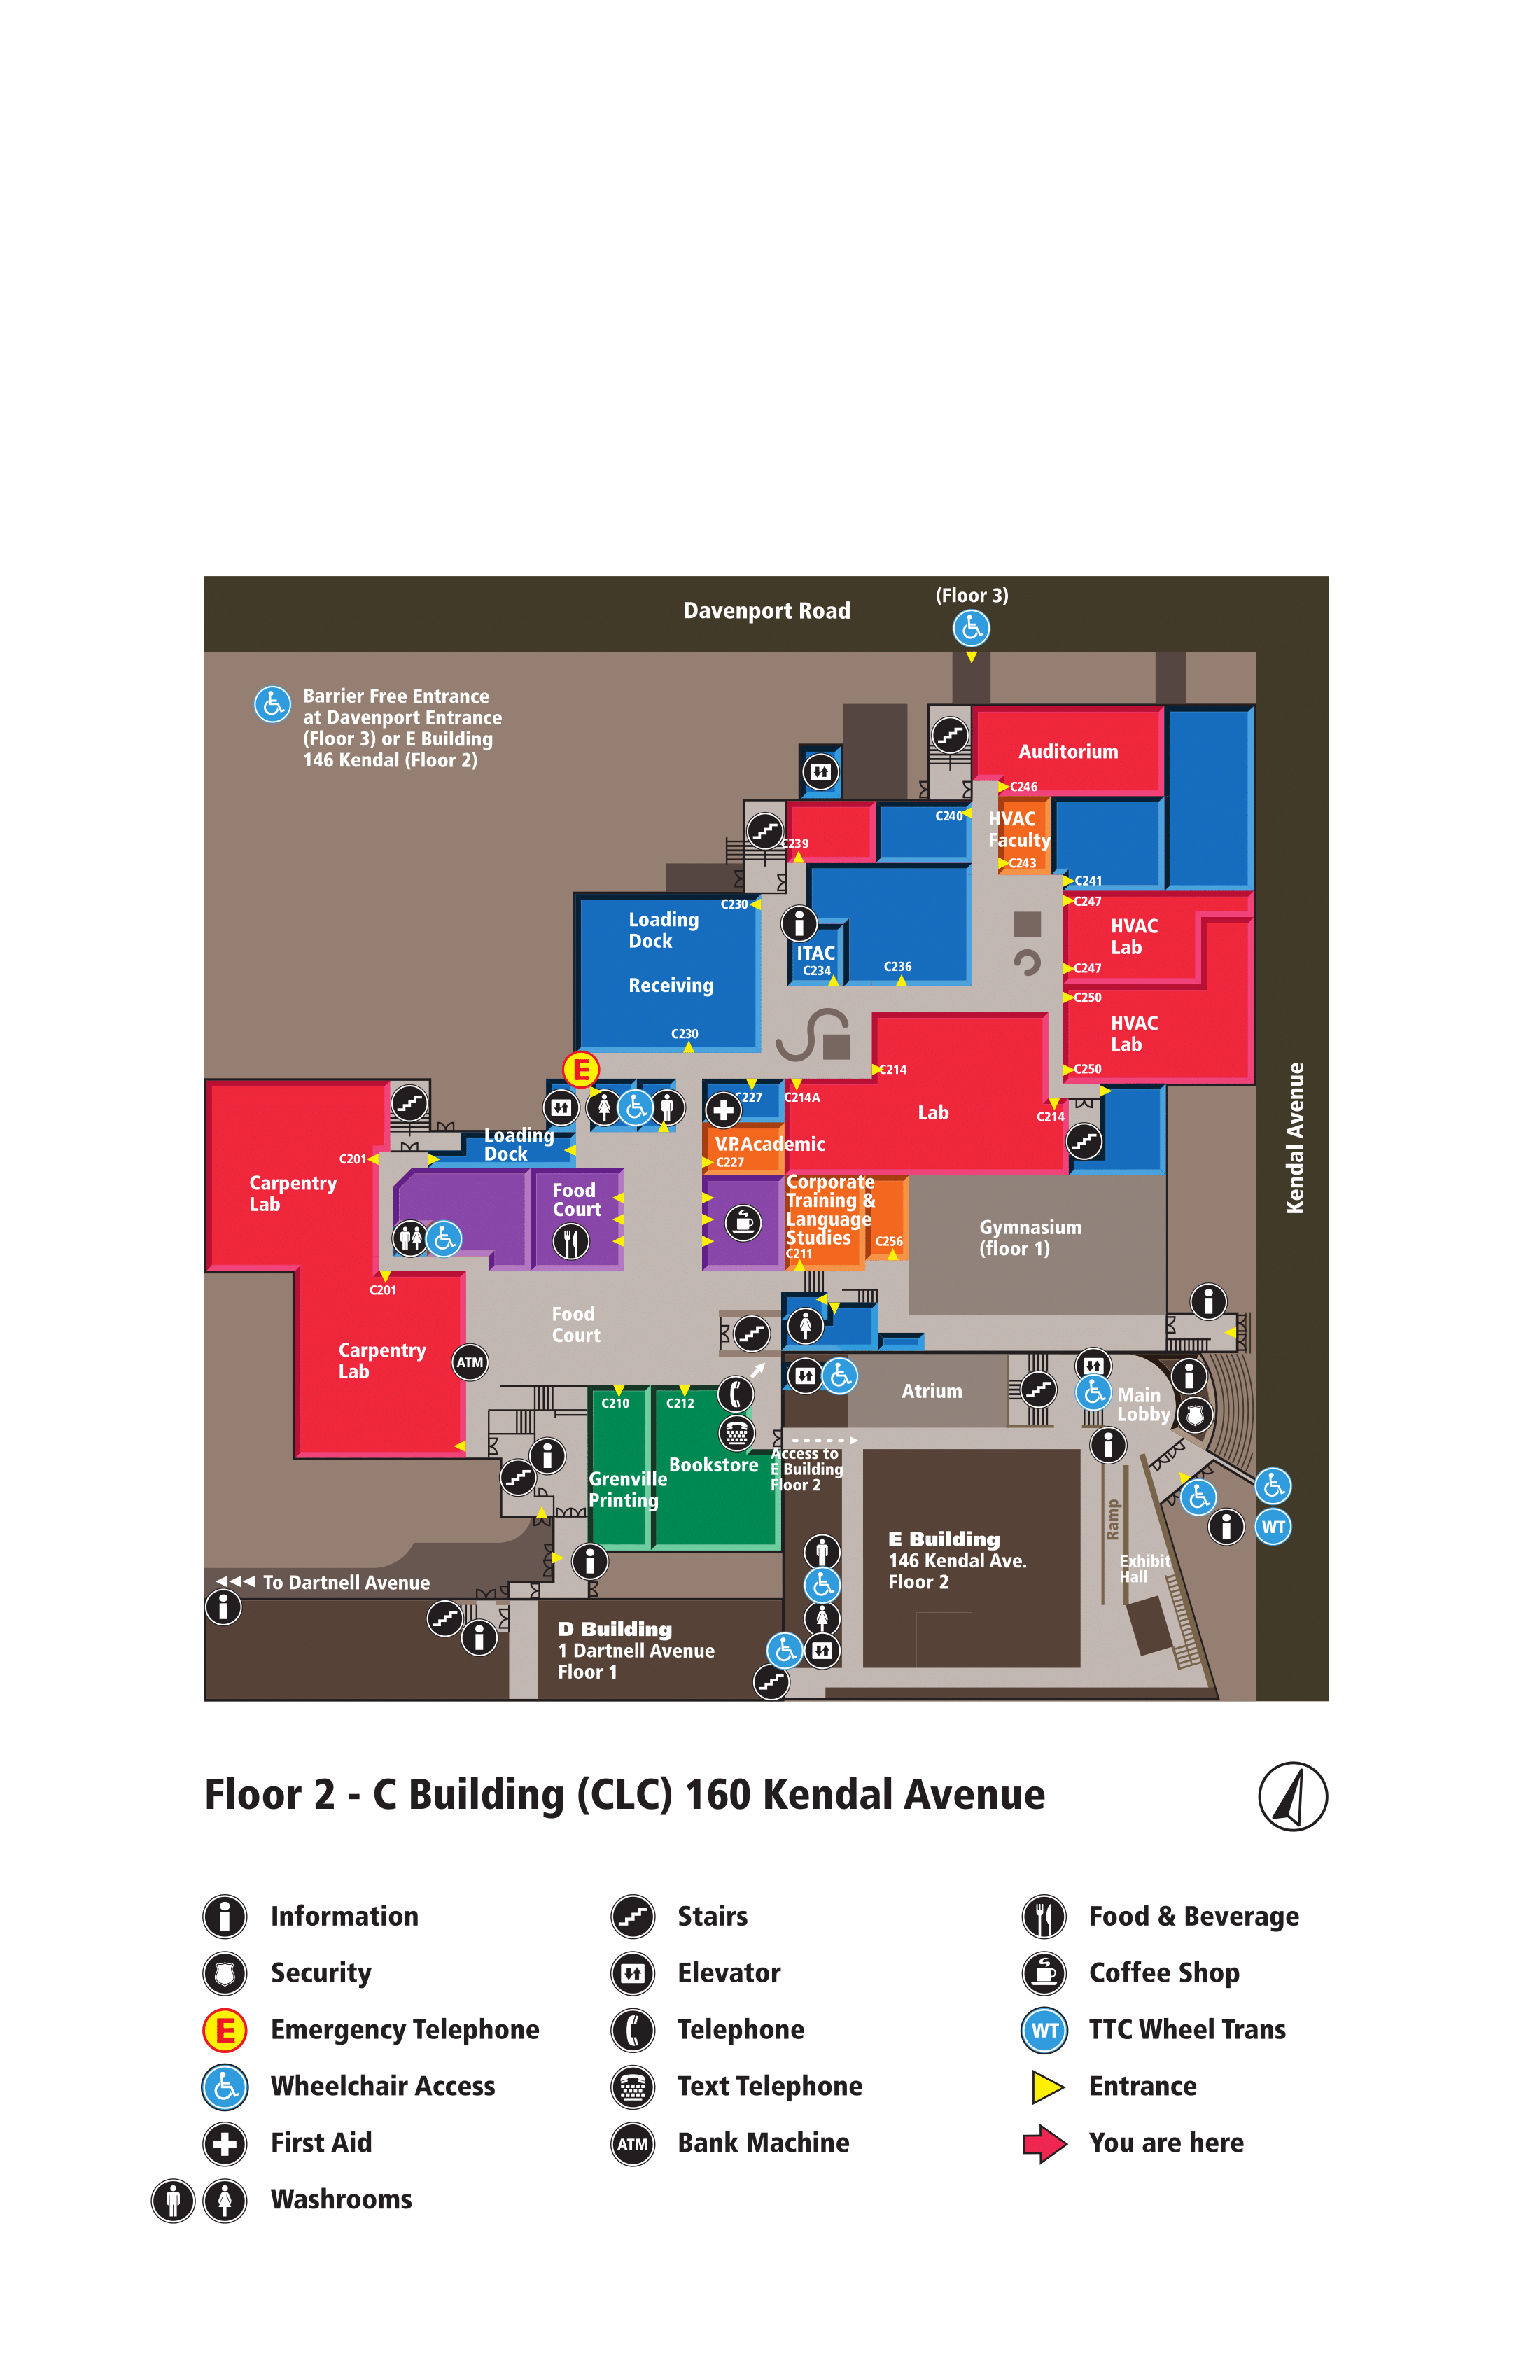 (Floor 3)
Davenport Road
Barrier Free Entrance
at Davenport Entrance
(Floor 3) or E Building
146 Kendal (Floor 2)
Auditorium
C246
C240
HVAC
Faculty
C239
C243
C241
C247
C230
Loading
Dock
HVAC
Lab
ITAC
C234
C236
C247
Receiving
C250
HVAC
Lab
C230
E
C214
C250
C227
C214A
Lab
C214
Kendal Avenue
Loading
Dock
V.P.Academic
C201
C227
Carpentry
Lab
Food
Court
Corporate
Training &
Language
Studies
C211
C256
Gymnasium
(floor 1)
C201
Food
Court
Carpentry
Lab
ATM
Atrium
Main
Lobby
C210
C212
Access to
E Building
Floor 2
Bookstore
Grenville
Printing
WT
Ramp
E Building
146 Kendal Ave.
Floor 2
Exhibit
Hall
To Dartnell Avenue
D Building
1 Dartnell Avenue
Floor 1
Floor 2 - C Building (CLC) 160 Kendal Avenue
Information
Stairs
Food & Beverage
Security
Elevator
Coffee Shop
E
Emergency Telephone
Telephone
WT
TTC Wheel Trans
Wheelchair Access
Text Telephone
Entrance
First Aid
ATM
Bank Machine
You are here
Washrooms